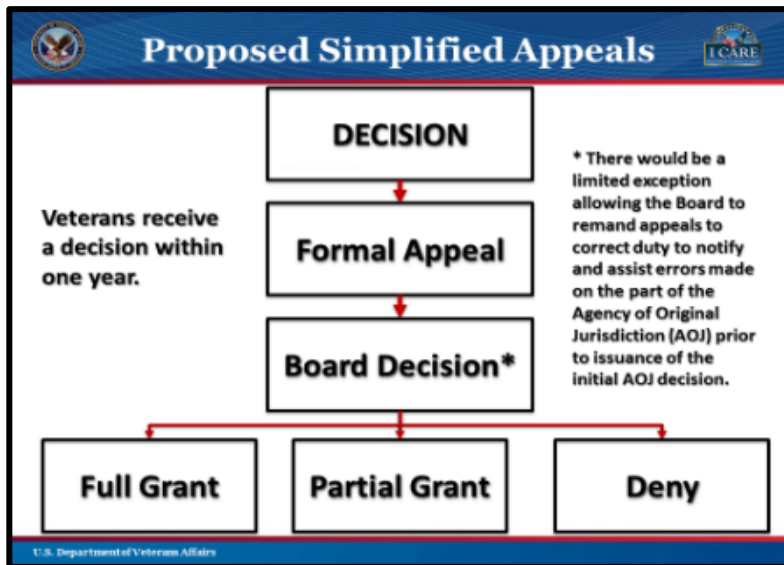 Proposed Simplified Appeals
I CARE
DECISION
Veterans receive
a decision within
one year.
Formal Appeal
Board Decision*
* There would be a
limited exception
allowing the Board to
remand appeals to
correct duty to notify
and assist errors made
on the part of the
Agency of Original
Jurisdiction (AOJ) prior
to issuance of the
initial AOJ decision.
Full Grant
Partial Grant
Deny
U.S. Department of Veterans Affairs